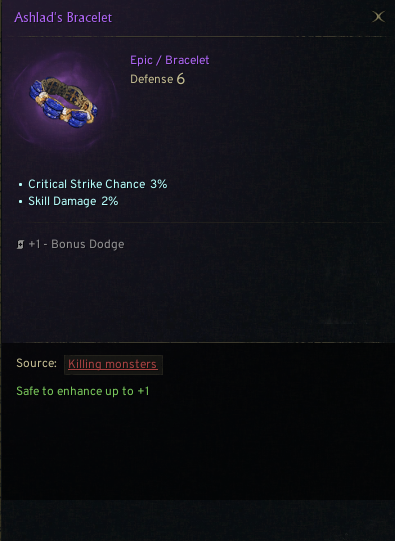 Ashlad's Bracelet
Epic / Bracelet
Defense 6
• Critical Strike Chance 3%
• Skill Damage 2%
+1 - Bonus Dodge
Source: Killing monsters
Safe to enhance up to +1